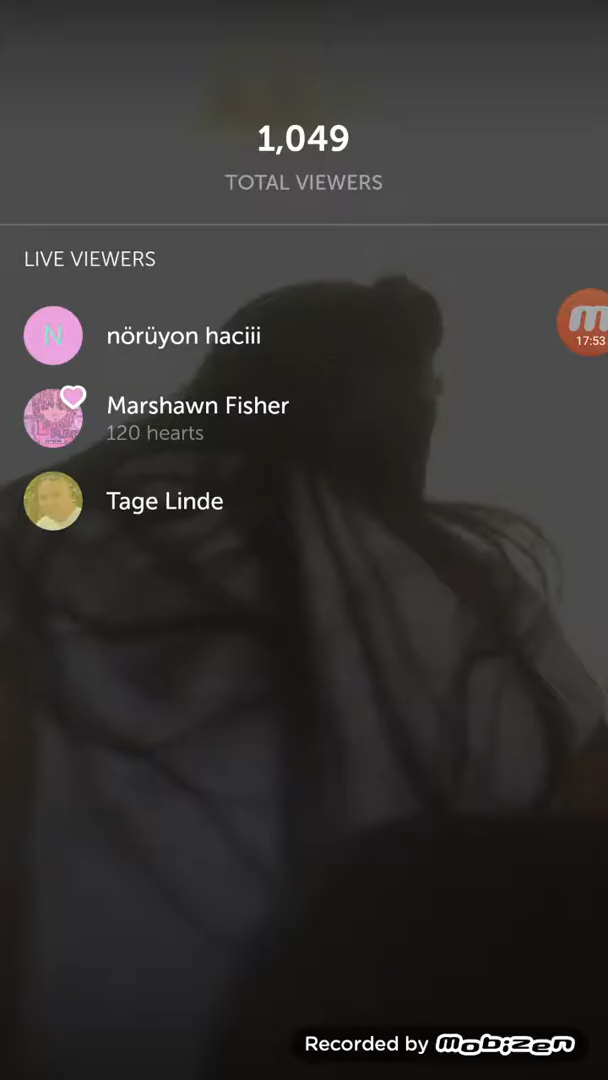 1,049
TOTAL VIEWERS
LIVE VIEWERS
N
nörüyon haciii
Marshawn Fisher
120 hearts
Tage Linde
m
17:53
Recorded by mobizen